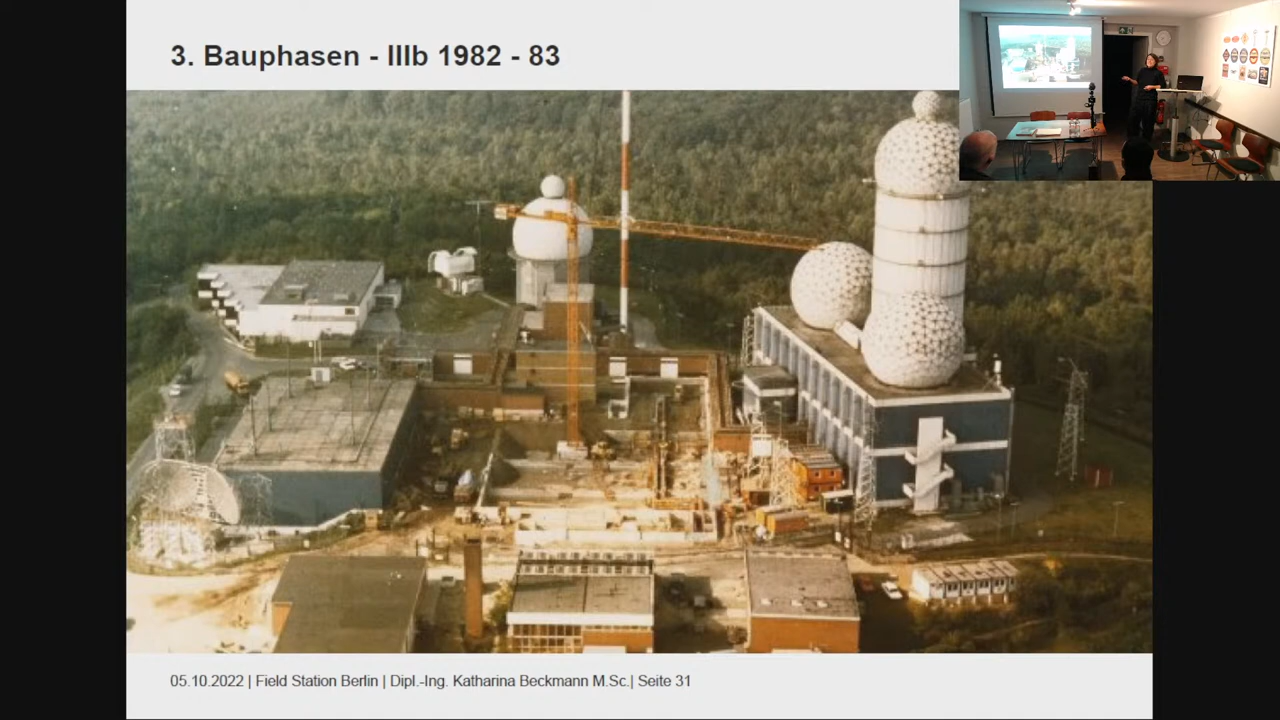 3. Bauphasen - IIIb 1982 - 83
05.10.2022 | Field Station Berlin | Dipl.-Ing. Katharina Beckmann M.Sc.| Seite 31